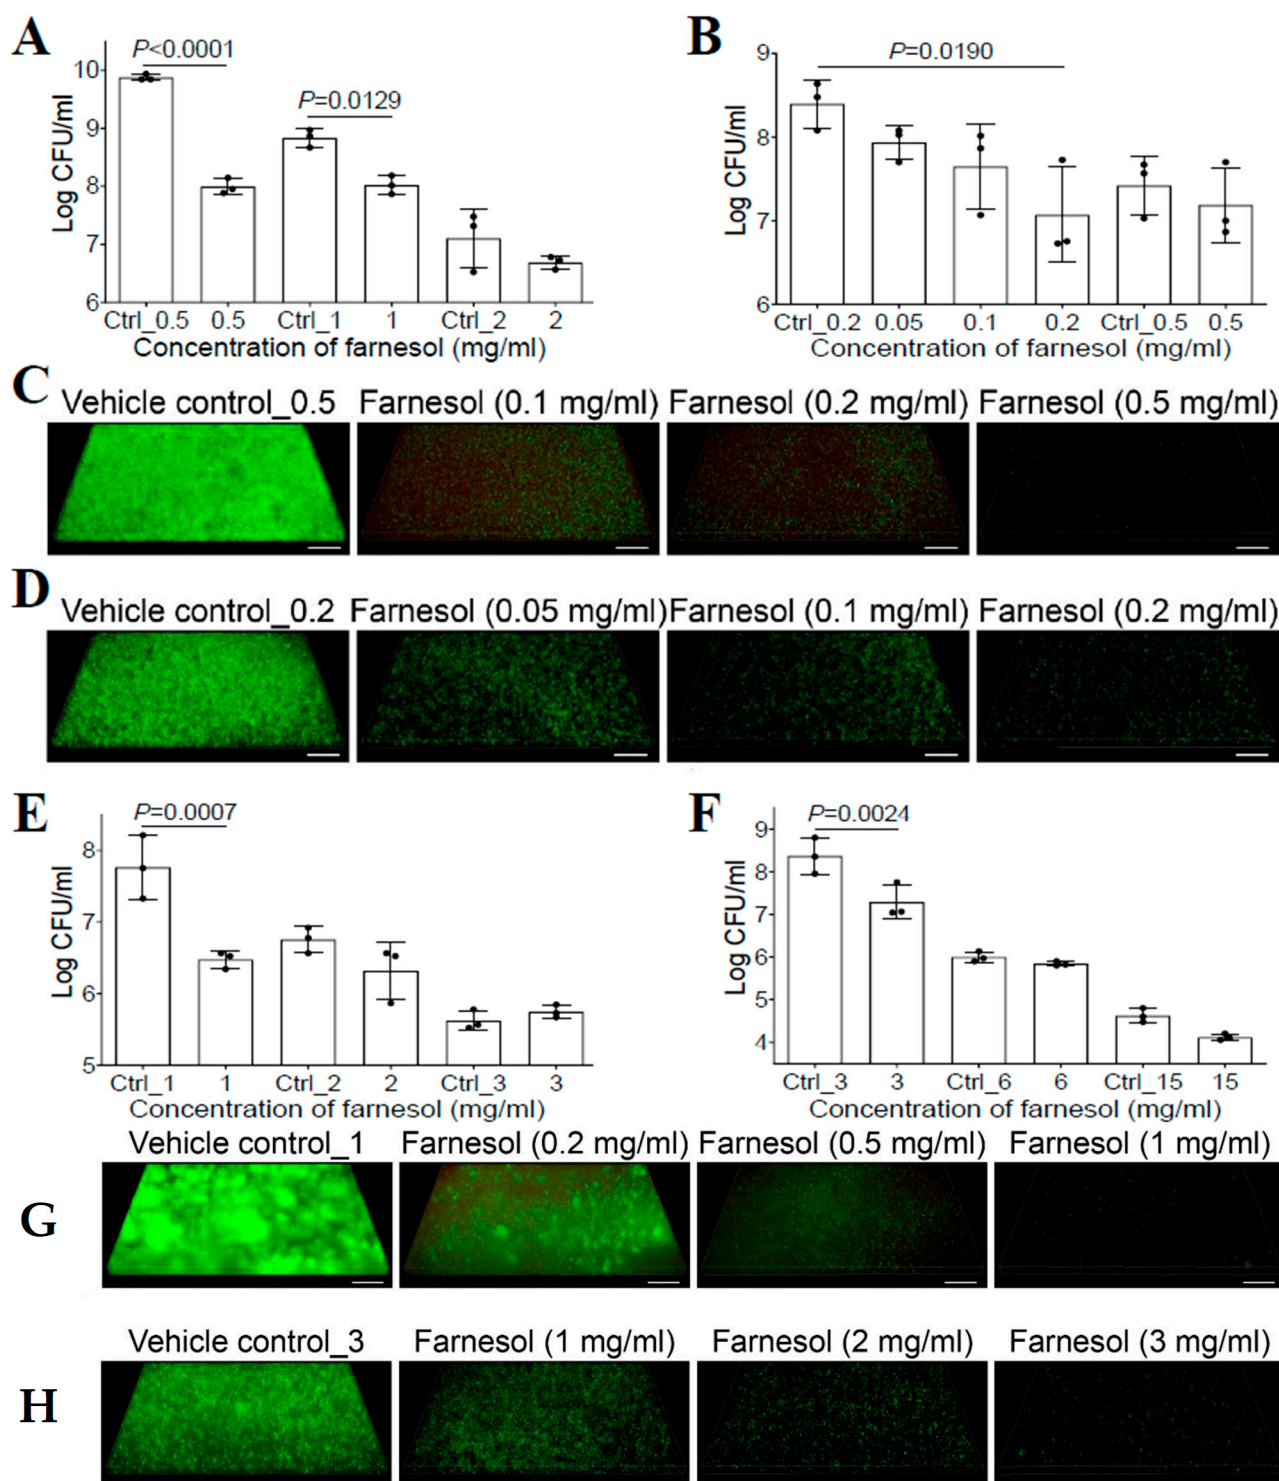 A
P<0.0001
P=0.0129
Log CFU/ml
10
9
8
7
6
Ctrl_0.5 0.5 Ctrl_1 1 Ctrl_2 2
Concentration of farnesol (mg/ml)
B
P=0.0190
Log CFU/ml
9
8
7
6
Ctrl_0.2 0.05 0.1 0.2 Ctrl_0.5 0.5
Concentration of farnesol (mg/ml)
C
Vehicle control_0.5 Farnesol (0.1 mg/ml) Farnesol (0.2 mg/ml) Farnesol (0.5 mg/ml)
D
Vehicle control_0.2 Farnesol (0.05 mg/ml) Farnesol (0.1 mg/ml) Farnesol (0.2 mg/ml)
E
P=0.0007
Log CFU/ml
8
7
6
5
Ctrl_1 1 Ctrl_2 2 Ctrl_3 3
Concentration of farnesol (mg/ml)
F
P=0.0024
Log CFU/ml
9
8
7
6
5
4
Ctrl_3 3 Ctrl_6 6 Ctrl_15 15
Concentration of farnesol (mg/ml)
Vehicle control_1 Farnesol (0.2 mg/ml) Farnesol (0.5 mg/ml) Farnesol (1 mg/ml)
G
Vehicle control_3 Farnesol (1 mg/ml) Farnesol (2 mg/ml) Farnesol (3 mg/ml)
H